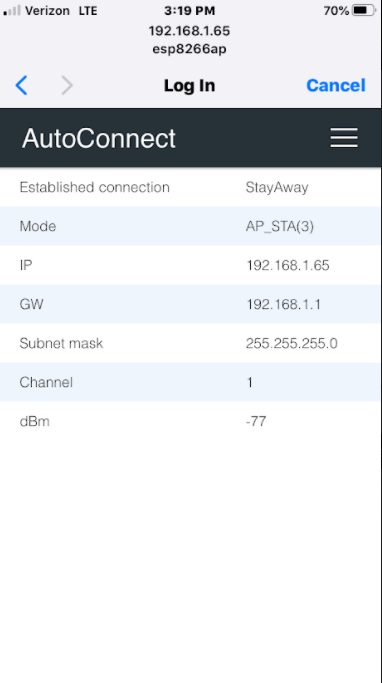 Verizon LTE 3:19 PM 70%
192.168.1.65
esp8266ap
Log In Cancel
AutoConnect
Established connection StayAway
Mode AP_STA(3)
IP 192.168.1.65
GW 192.168.1.1
Subnet mask 255.255.255.0
Channel 1
dBm -77